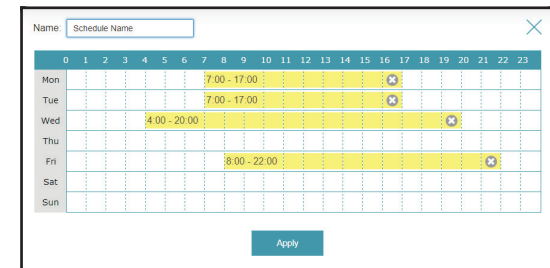 Name: Schedule Name
0 1 2 3 4 5 6 7 8 9 10 11 12 13 14 15 16 17 18 19 20 21 22 23
Mon 7:00 - 17:00
Tue 7:00 - 17:00
Wed 4:00 - 20:00
Thu
Fri 8:00 - 22:00
Sat
Sun
Apply